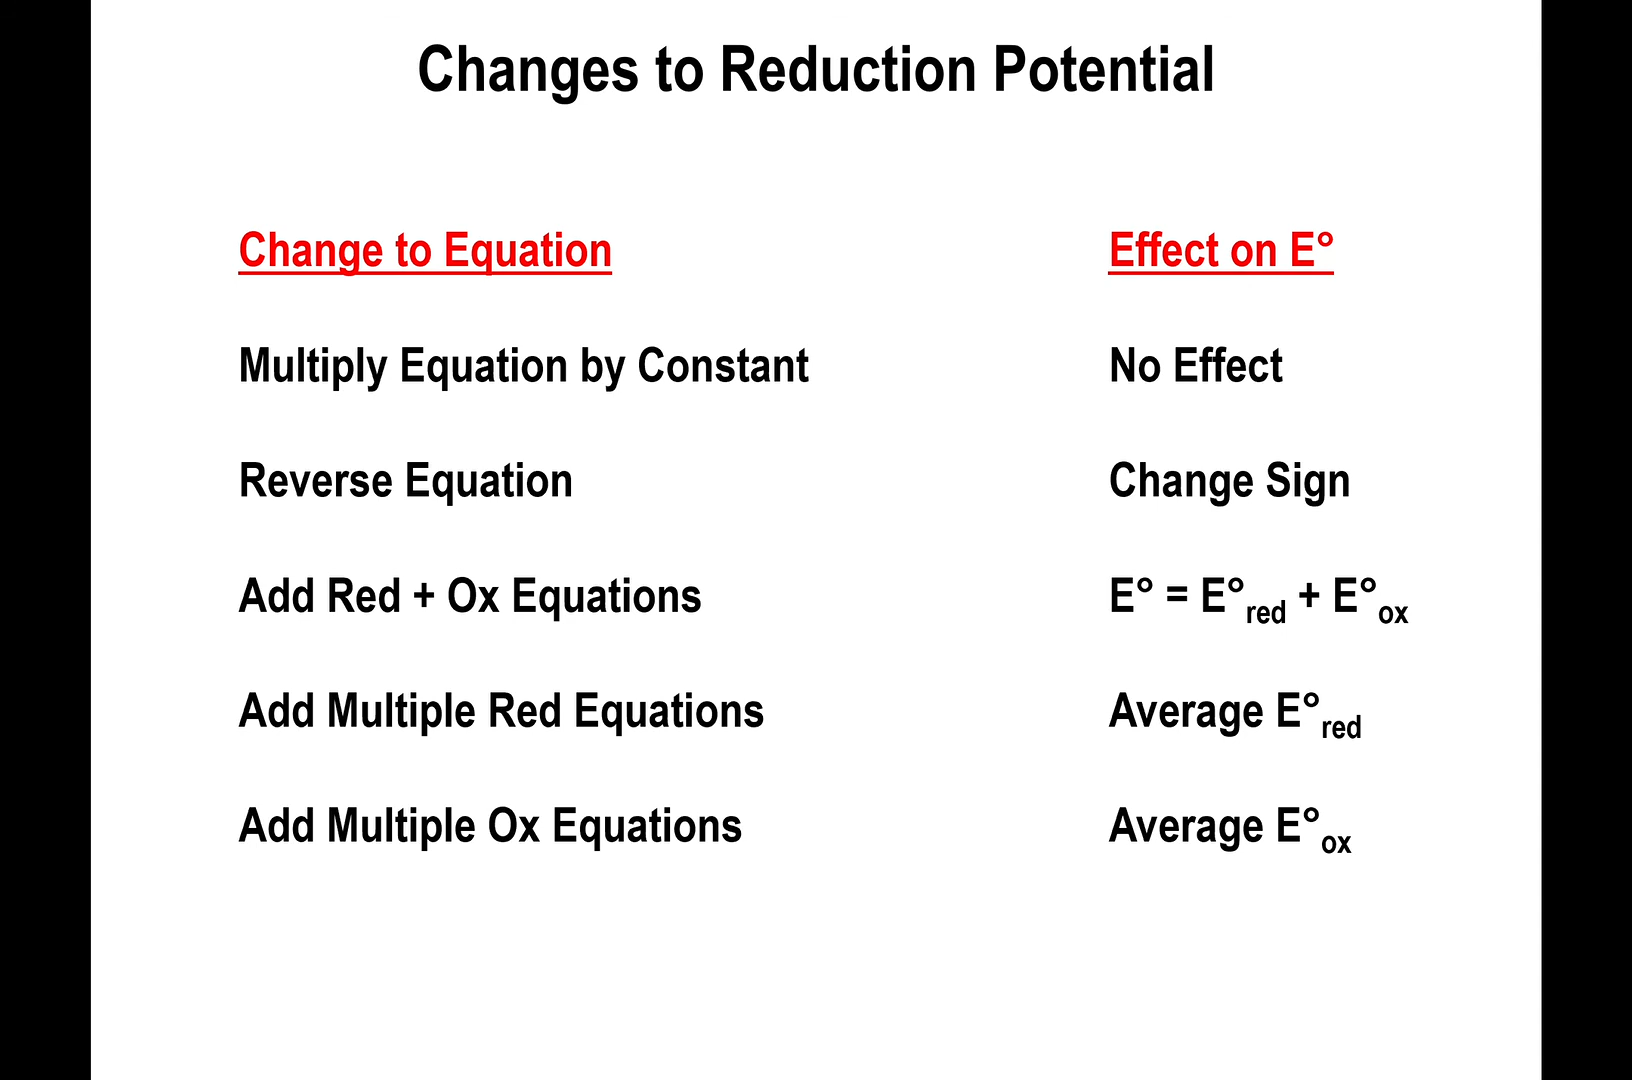 Changes to Reduction Potential
Change to Equation    Effect on E°
Multiply Equation by Constant    No Effect
Reverse Equation    Change Sign
Add Red + Ox Equations    E° = E°red + E°ox
Add Multiple Red Equations    Average E°red
Add Multiple Ox Equations    Average E°ox